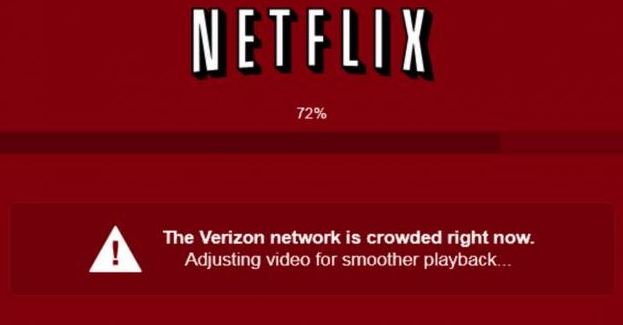 NETFLIX
72%
The Verizon network is crowded right now.
Adjusting video for smoother playback...